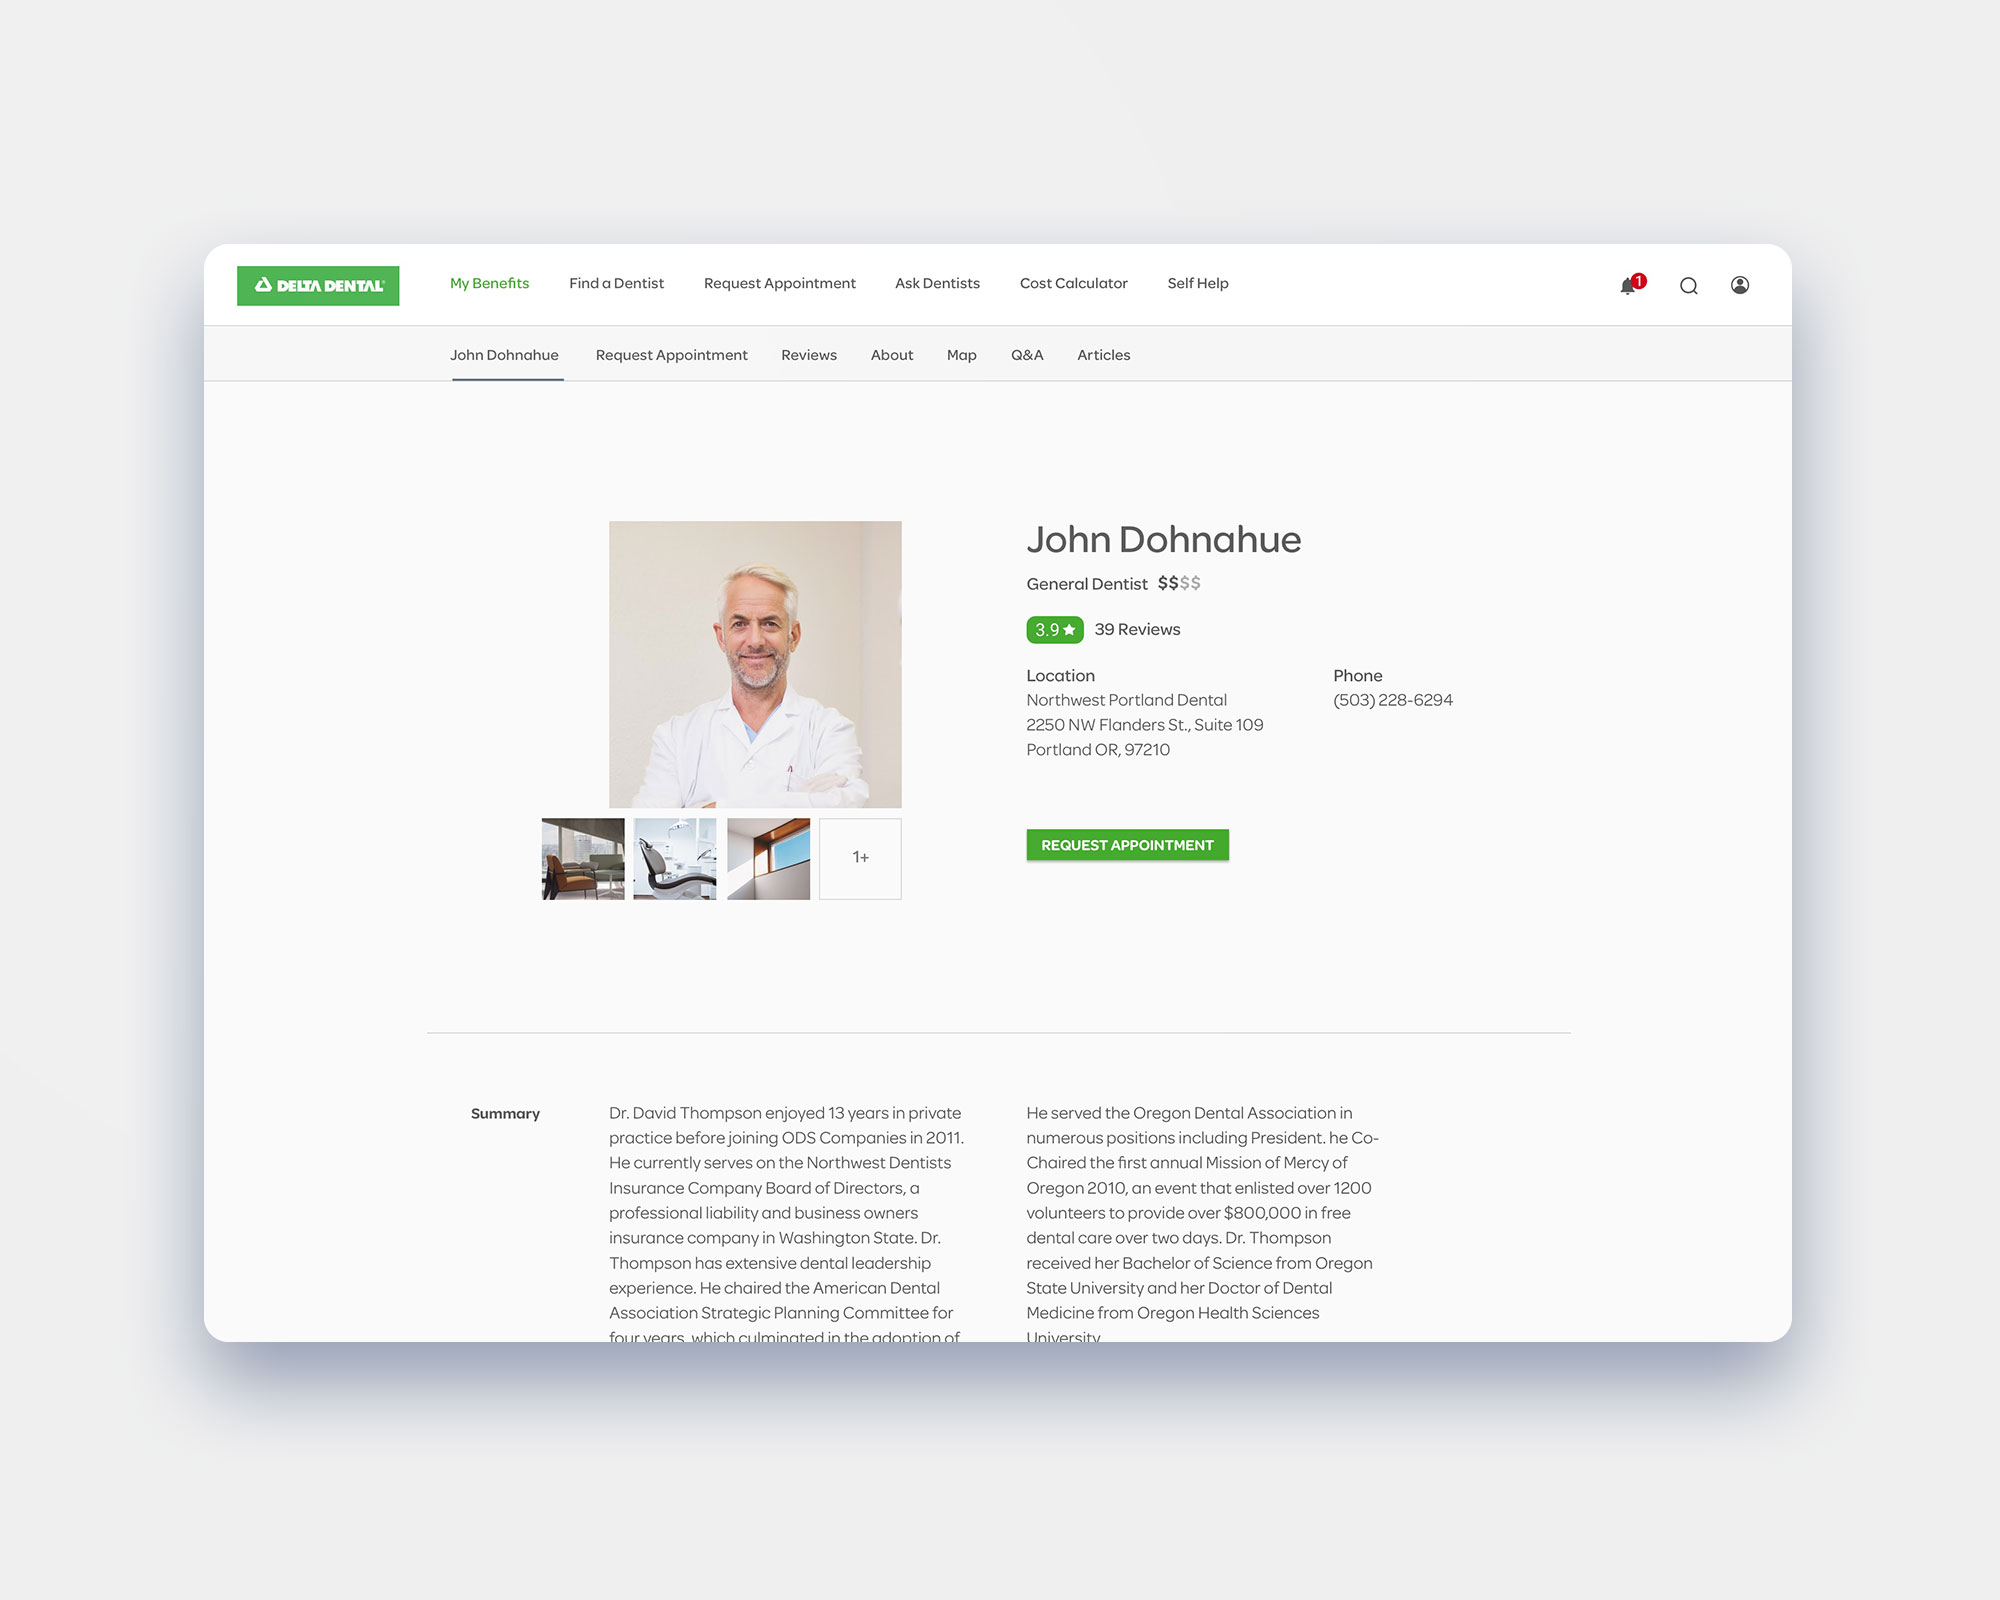 DELTA DENTAL
My Benefits Find a Dentist Request Appointment Ask Dentists Cost Calculator Self Help 1
John Dohnahue Request Appointment Reviews About Map Q&A Articles
John Dohnahue
General Dentist $$$$
3.9 39 Reviews
Location
Northwest Portland Dental
2250 NW Flanders St., Suite 109
Portland OR, 97210
Phone
(503) 228-6294
1+
REQUEST APPOINTMENT
Summary
Dr. David Thompson enjoyed 13 years in private
practice before joining ODS Companies in 2011.
He currently serves on the Northwest Dentists
Insurance Company Board of Directors, a
professional liability and business owners
insurance company in Washington State. Dr.
Thompson has extensive dental leadership
experience. He chaired the American Dental
Association Strategic Planning Committee for
four years, which culminated in the adoption of
He served the Oregon Dental Association in
numerous positions including President. he Co-
Chaired the first annual Mission of Mercy of
Oregon 2010, an event that enlisted over 1200
volunteers to provide over $800,000 in free
dental care over two days. Dr. Thompson
received her Bachelor of Science from Oregon
State University and her Doctor of Dental
Medicine from Oregon Health Sciences
University